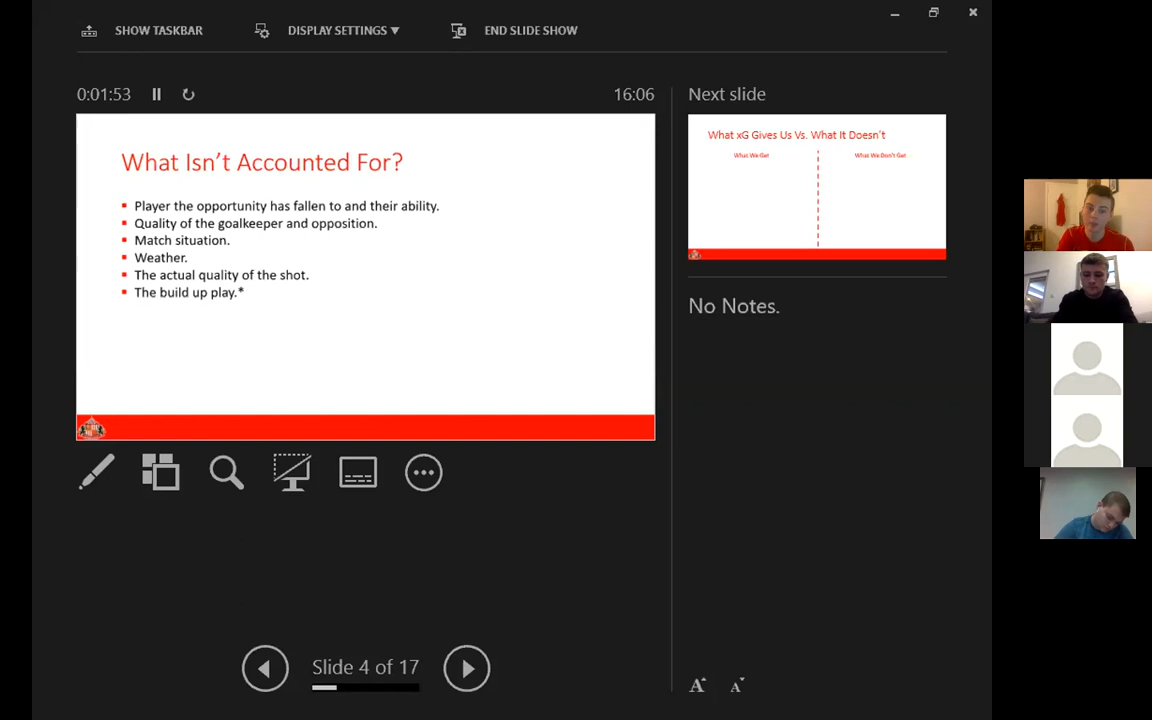 SHOW TASKBAR
DISPLAY SETTINGS ▼
END SLIDE SHOW
0:01:53
16:06
What Isn't Accounted For?
Player the opportunity has fallen to and their ability.
Quality of the goalkeeper and opposition.
Match situation.
Weather.
The actual quality of the shot.
The build up play.*
Next slide
What xG Gives Us Vs. What It Doesn't
What We Get
What We Don't Get
No Notes.
Slide 4 of 17
A
A